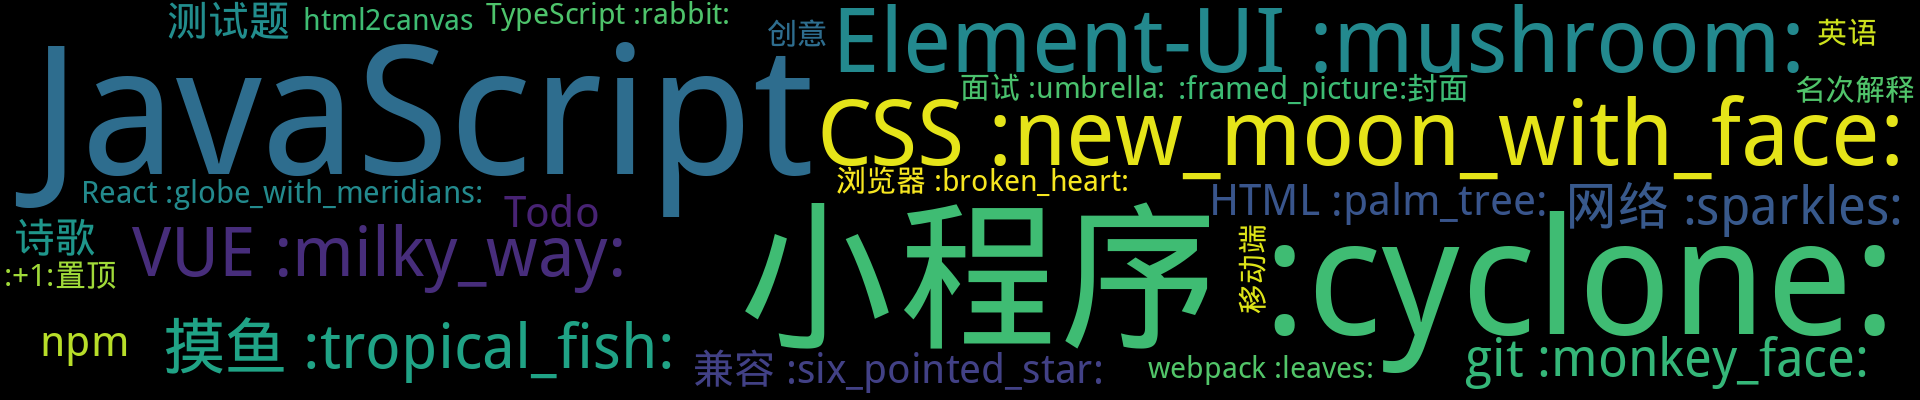 测试题
html2canvas
TypeScript :rabbit:
创意
Element-UI :mushroom:
英语
JavaScript
面试 :umbrella:
:framed_picture:封面
名次解释
CSS :new_moon_with_face:
浏览器 :broken_heart:
React :globe_with_meridians:
Todo
HTML :palm_tree:
网络 :sparkles:
诗歌
VUE :milky_way:
小程序 :cyclone:
移动端
:+1:置顶
npm
摸鱼 :tropical_fish:
兼容 :six_pointed_star:
webpack :leaves:
git :monkey_face: